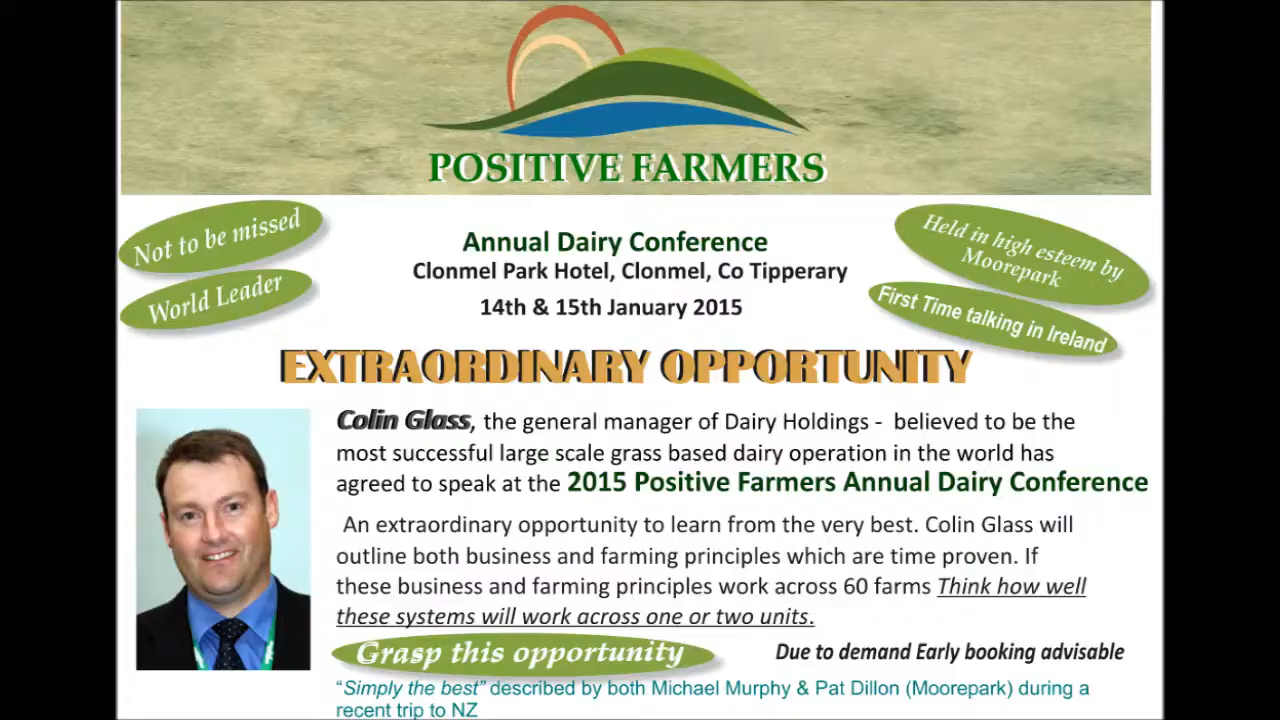 POSITIVE FARMERS
Not to be missed
World Leader
Annual Dairy Conference
Clonmel Park Hotel, Clonmel, Co Tipperary
14th & 15th January 2015
Held in high esteem by
Moorepark
First Time talking in Ireland
EXTRAORDINARY OPPORTUNITY
Colin Glass, the general manager of Dairy Holdings - believed to be the
most successful large scale grass based dairy operation in the world has
agreed to speak at the 2015 Positive Farmers Annual Dairy Conference
An extraordinary opportunity to learn from the very best. Colin Glass will
outline both business and farming principles which are time proven. If
these business and farming principles work across 60 farms Think how well
these systems will work across one or two units.
Grasp this opportunity
Due to demand Early booking advisable
“Simply the best” described by both Michael Murphy & Pat Dillon (Moorepark) during a
recent trip to NZ